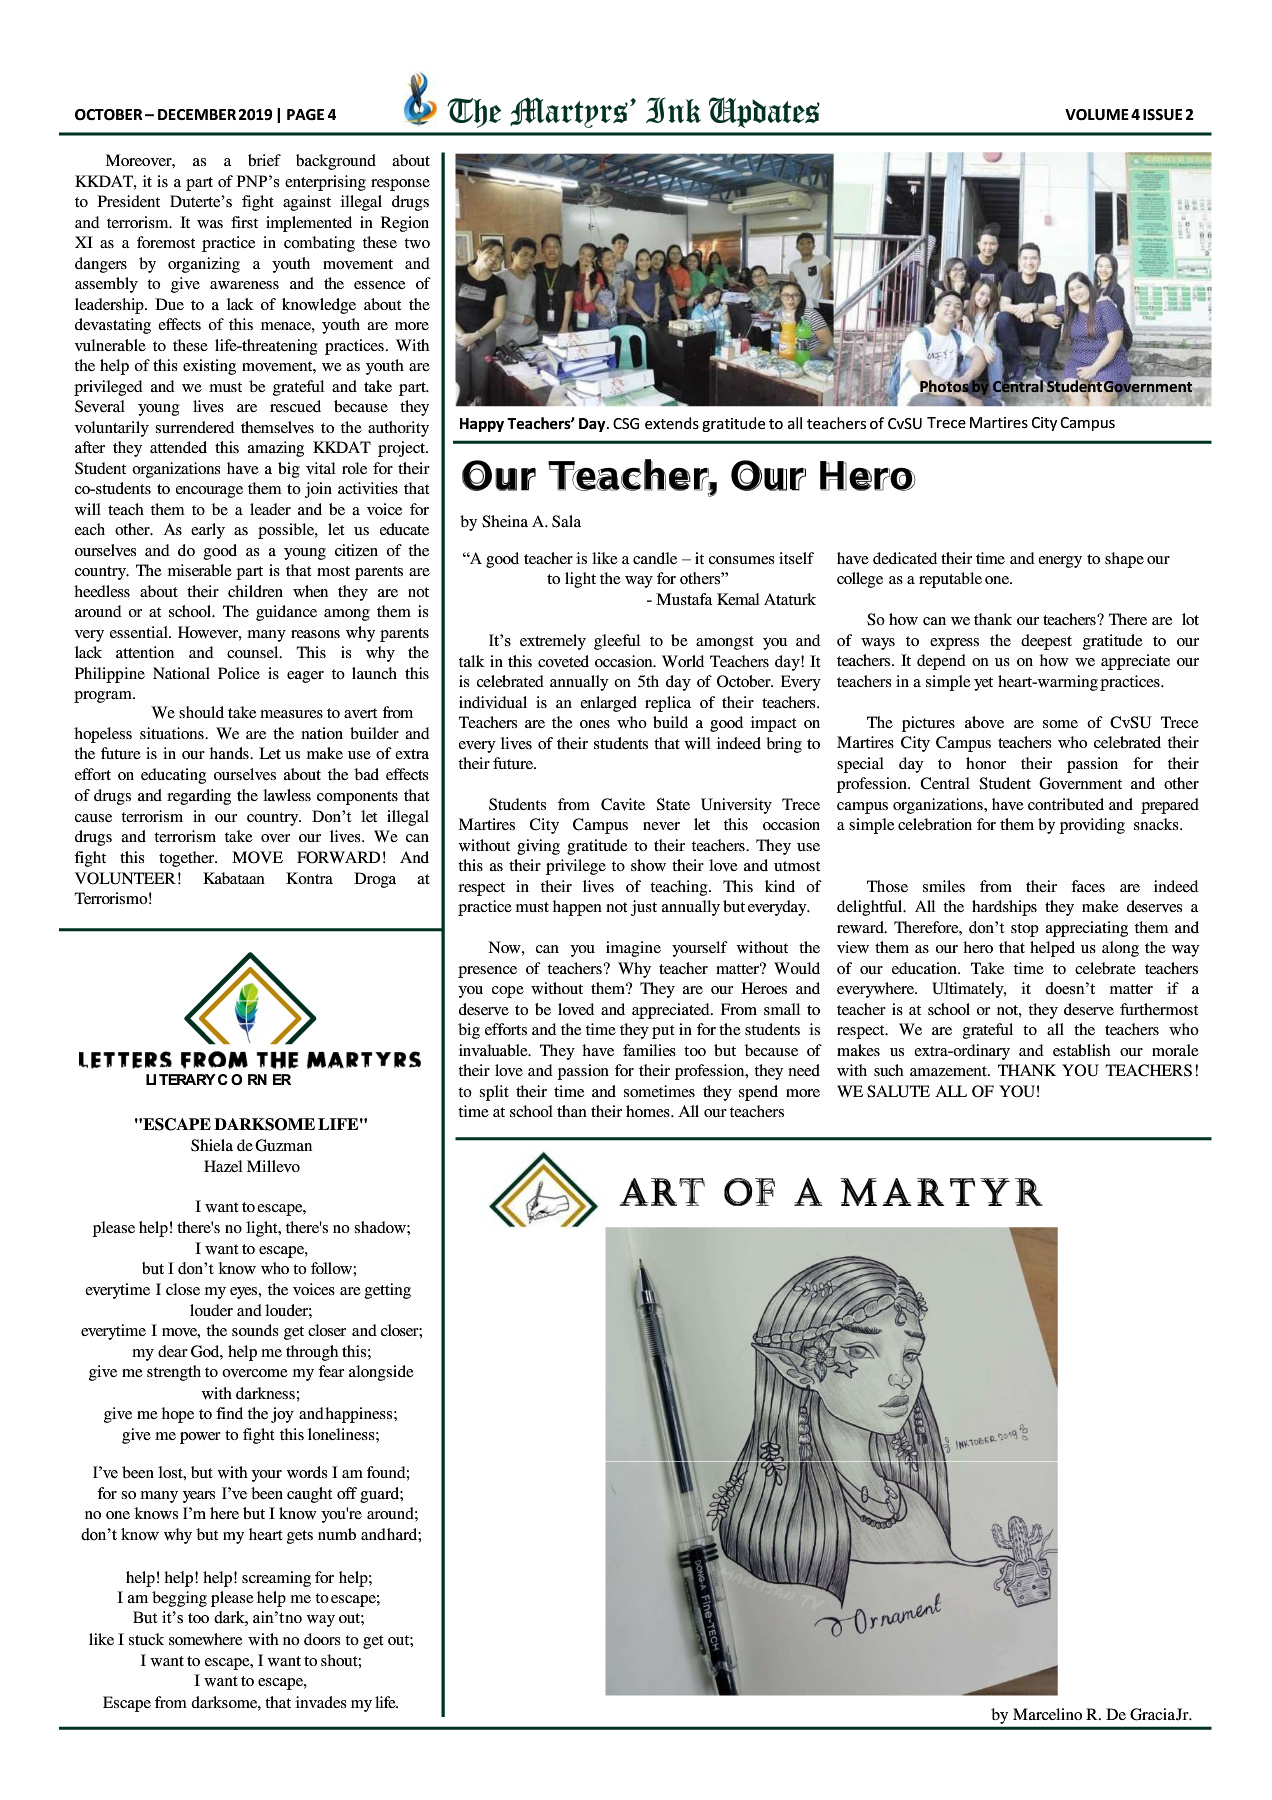 OCTOBER – DECEMBER 2019 | PAGE 4
The Martyrs’ Ink Updates
VOLUME 4 ISSUE 2
Moreover, as a brief background about
KKDAT, it is a part of PNP’s enterprising response
to President Duterte’s fight against illegal drugs
and terrorism. It was first implemented in Region
XI as a foremost practice in combating these two
dangers by organizing a youth movement and
assembly to give awareness and the essence of
leadership. Due to a lack of knowledge about the
devastating effects of this menace, youth are more
vulnerable to these life-threatening practices. With
the help of this existing movement, we as youth are
privileged and we must be grateful and take part.
Several young lives are rescued because they
voluntarily surrendered themselves to the authority
after they attended this amazing KKDAT project.
Student organizations have a big vital role for their
co-students to encourage them to join activities that
will teach them to be a leader and be a voice for
each other. As early as possible, let us educate
ourselves and do good as a young citizen of the
country. The miserable part is that most parents are
heedless about their children when they are not
around or at school. The guidance among them is
very essential. However, many reasons why parents
lack attention and counsel. This is why the
Philippine National Police is eager to launch this
program.
We should take measures to avert from
hopeless situations. We are the nation builder and
the future is in our hands. Let us make use of extra
effort on educating ourselves about the bad effects
of drugs and regarding the lawless components that
cause terrorism in our country. Don’t let illegal
drugs and terrorism take over our lives. We can
fight this together. MOVE FORWARD! And
VOLUNTEER! Kabataan Kontra Droga at
Terrorismo!
LETTERS FROM THE MARTYRS
LITERARY CORNER
"ESCAPE DARKSOME LIFE"
Shiela de Guzman
Hazel Millevo
I want to escape,
please help! there's no light, there's no shadow;
I want to escape,
but I don’t know who to follow;
everytime I close my eyes, the voices are getting
louder and louder;
everytime I move, the sounds get closer and closer;
my dear God, help me through this;
give me strength to overcome my fear alongside
with darkness;
give me hope to find the joy and happiness;
give me power to fight this loneliness;
I’ve been lost, but with your words I am found;
for so many years I’ve been caught off guard;
no one knows I’m here but I know you're around;
don’t know why but my heart gets numb and hard;
help! help! help! screaming for help;
I am begging please help me to escape;
But it’s too dark, ain’t no way out;
like I stuck somewhere with no doors to get out;
I want to escape, I want to shout;
I want to escape,
Escape from darksome, that invades my life.
Photos by Central Student Government
Happy Teachers’ Day. CSG extends gratitude to all teachers of CvSU Trece Martires City Campus
Our Teacher, Our Hero
by Sheina A. Sala
“A good teacher is like a candle – it consumes itself
to light the way for others”
- Mustafa Kemal Ataturk
It’s extremely gleeful to be amongst you and
talk in this coveted occasion. World Teachers day! It
is celebrated annually on 5th day of October. Every
individual is an enlarged replica of their teachers.
Teachers are the ones who build a good impact on
every lives of their students that will indeed bring to
their future.
Students from Cavite State University Trece
Martires City Campus never let this occasion
without giving gratitude to their teachers. They use
this as their privilege to show their love and utmost
respect in their lives of teaching. This kind of
practice must happen not just annually but everyday.
Now, can you imagine yourself without the
presence of teachers? Why teacher matter? Would
you cope without them? They are our Heroes and
deserve to be loved and appreciated. From small to
big efforts and the time they put in for the students is
invaluable. They have families too but because of
their love and passion for their profession, they need
to split their time and sometimes they spend more
time at school than their homes. All our teachers
have dedicated their time and energy to shape our
college as a reputable one.
So how can we thank our teachers? There are lot
of ways to express the deepest gratitude to our
teachers. It depend on us on how we appreciate our
teachers in a simple yet heart-warming practices.
The pictures above are some of CvSU Trece
Martires City Campus teachers who celebrated their
special day to honor their passion for their
profession. Central Student Government and other
campus organizations, have contributed and prepared
a simple celebration for them by providing snacks.
Those smiles from their faces are indeed
delightful. All the hardships they make deserves a
reward. Therefore, don’t stop appreciating them and
view them as our hero that helped us along the way
of our education. Take time to celebrate teachers
everywhere. Ultimately, it doesn’t matter if a
teacher is at school or not, they deserve furthermost
respect. We are grateful to all the teachers who
makes us extra-ordinary and establish our morale
with such amazement. THANK YOU TEACHERS!
WE SALUTE ALL OF YOU!
ART OF A MARTYR
INKTOBER 2019
DONG-A Fine-TECH
MARTISAN TV
Ornament
by Marcelino R. De Gracia Jr.